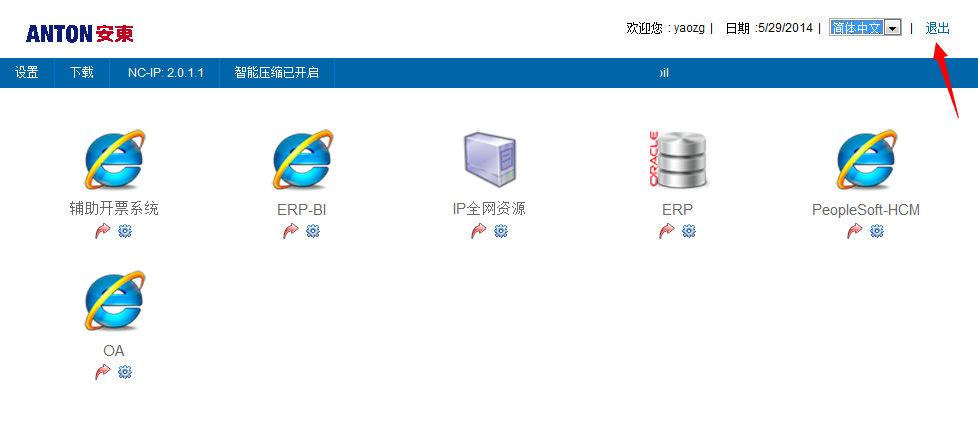 ANTON安東
欢迎您 : yaozg | 日期 :5/29/2014 | 简体中文 | 退出
设置 下载 NC-IP: 2.0.1.1 智能压缩已开启 oil
辅助开票系统 ERP-BI IP全网资源 ORACLE ERP PeopleSoft-HCM
OA